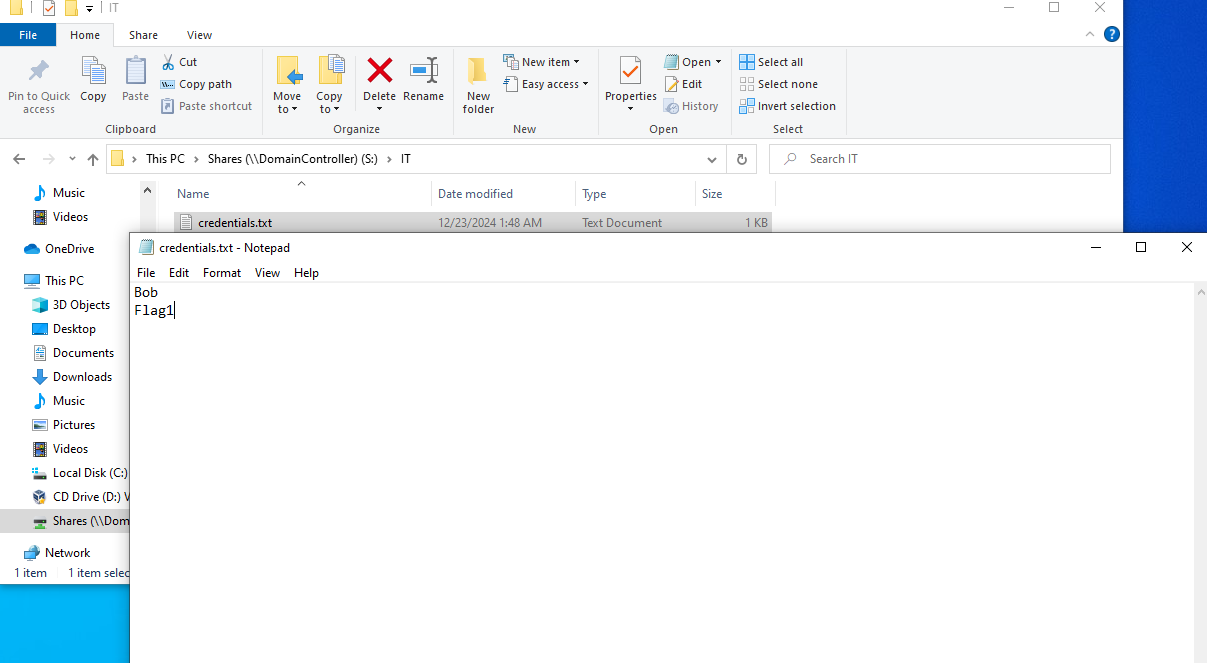 IT
File Home Share View
Pin to Quick access
Copy
Paste
Cut
Copy path
Paste shortcut
Clipboard
Move to
Copy to
Delete
Rename
Organize
New folder
New item
Easy access
New
Properties
Open
Edit
History
Open
Select all
Select none
Invert selection
Select
This PC > Shares (\\DomainController) (S:) > IT
Search IT
Name Date modified Type Size
credentials.txt 12/23/2024 1:48 AM Text Document 1 KB
Music
Videos
OneDrive
This PC
3D Objects
Desktop
Documents
Downloads
Music
Pictures
Videos
Local Disk (C:)
CD Drive (D:) V
Shares (\\Dom
Network
1 item 1 item selec
credentials.txt - Notepad
File Edit Format View Help
Bob
Flag1